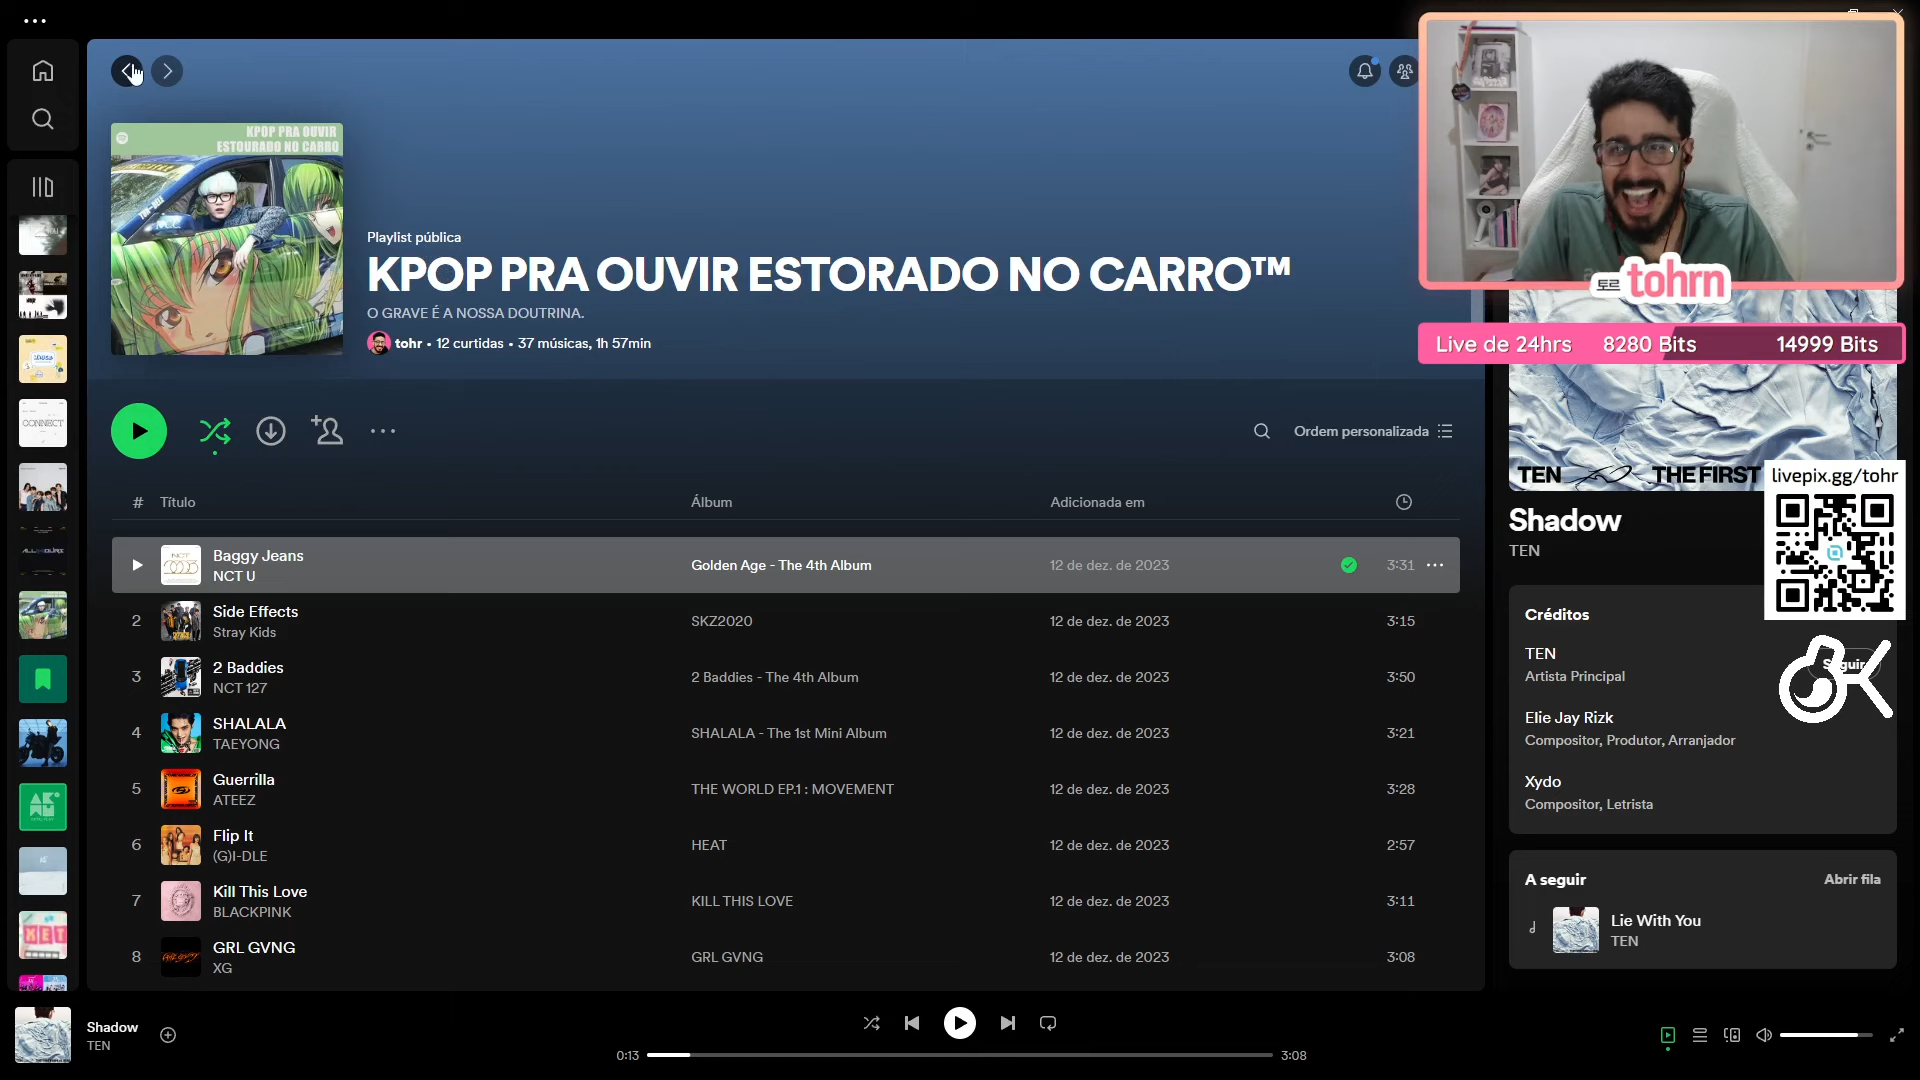 KPOP PRA OUVIR
ESTOURADO NO CARRO
Playlist pública
KPOP PRA OUVIR ESTORADO NO CARRO™
O GRAVE É A NOSSA DOUTRINA.
tohr • 12 curtidas • 37 músicas, 1h 57min
Ordem personalizada
# Título Álbum Adicionada em
Baggy Jeans
NCT U
Golden Age - The 4th Album
12 de dez. de 2023
3:31
2
Side Effects
Stray Kids
SKZ2020
12 de dez. de 2023
3:15
3
2 Baddies
NCT 127
2 Baddies - The 4th Album
12 de dez. de 2023
3:50
4
SHALALA
TAEYONG
SHALALA - The 1st Mini Album
12 de dez. de 2023
3:21
5
Guerrilla
ATEEZ
THE WORLD EP.1 : MOVEMENT
12 de dez. de 2023
3:28
6
Flip It
(G)I-DLE
HEAT
12 de dez. de 2023
2:57
7
Kill This Love
BLACKPINK
KILL THIS LOVE
12 de dez. de 2023
3:11
8
GRL GVNG
XG
GRL GVNG
12 de dez. de 2023
3:08
토르 tohrn
Live de 24hrs 8280 Bits 14999 Bits
TEN THE FIRST
livepix.gg/tohr
Shadow
TEN
Créditos
TEN
Artista Principal
Seguir
OK
Elie Jay Rizk
Compositor, Produtor, Arranjador
Xydo
Compositor, Letrista
A seguir
Abrir fila
Lie With You
TEN
CONNECT
Shadow
TEN
0:13
3:08